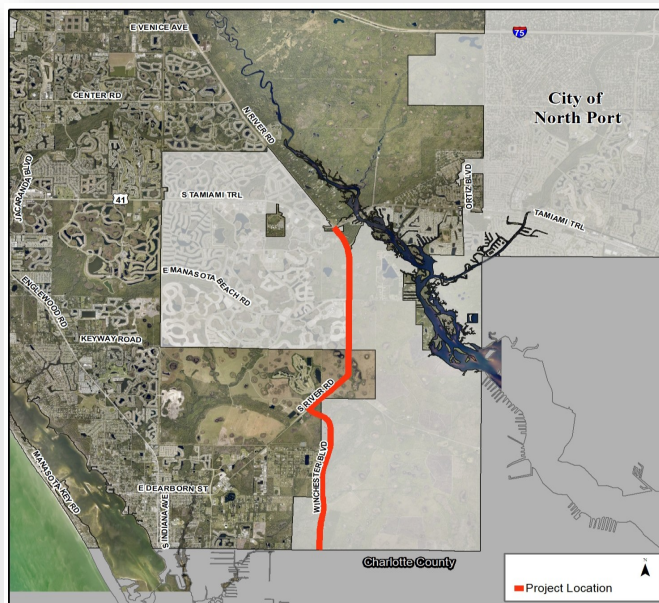 E VENICE AVE
75
CENTER RD
N RIVER RD
City of
North Port
JACARANDA BLVD
ORTIZ BLVD
S TAMIAMI TRL
41
TAMIAMI TRL
E MANASOTA BEACH RD
ENGLEWOOD RD
KEYWAY ROAD
S RIVER RD
WINCHESTER BLVD
MANASOTA KEY RD
E DEARBORN ST
S INDIANA AVE
Charlotte County
N
Project Location